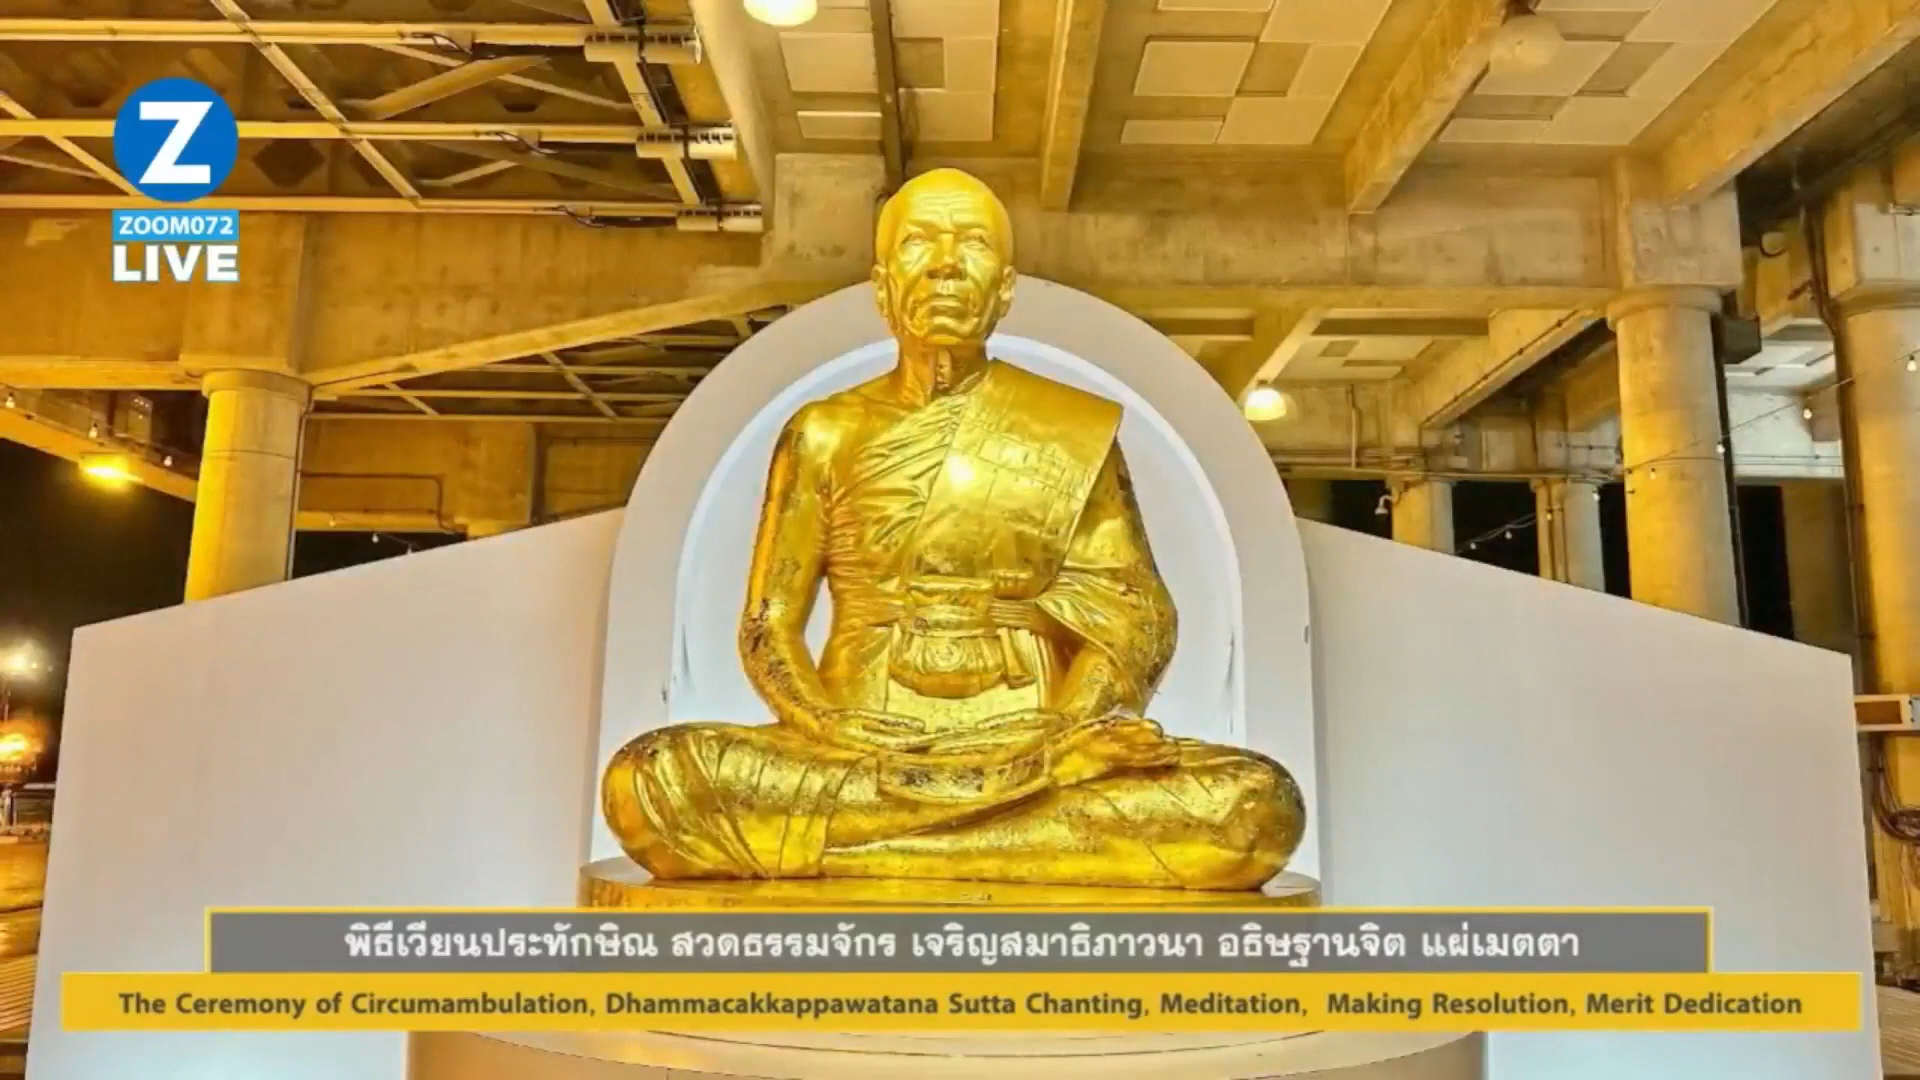 Z
ZOOM072
LIVE
พิธีเวียนประทักษิณ สวดธรรมจักร เจริญสมาธิภาวนา อธิษฐานจิต แผ่เมตตา
The Ceremony of Circumambulation, Dhammacakkappawatana Sutta Chanting, Meditation, Making Resolution, Merit Dedication